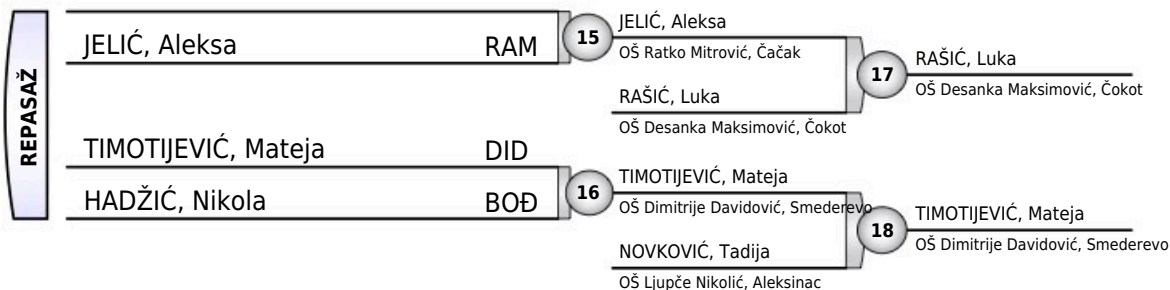 REPASAŽ
JELIĆ, Aleksa RAM
15
JELIĆ, Aleksa
OŠ Ratko Mitrović, Čačak
RAŠIĆ, Luka
OŠ Desanka Maksimović, Čokot
17
RAŠIĆ, Luka
OŠ Desanka Maksimović, Čokot
TIMOTIJEVIĆ, Mateja DID
HADŽIĆ, Nikola BOĐ
16
TIMOTIJEVIĆ, Mateja
OŠ Dimitrije Davidović, Smederevo
NOVKOVIĆ, Tadija
OŠ Ljupče Nikolić, Aleksinac
18
TIMOTIJEVIĆ, Mateja
OŠ Dimitrije Davidović, Smederevo